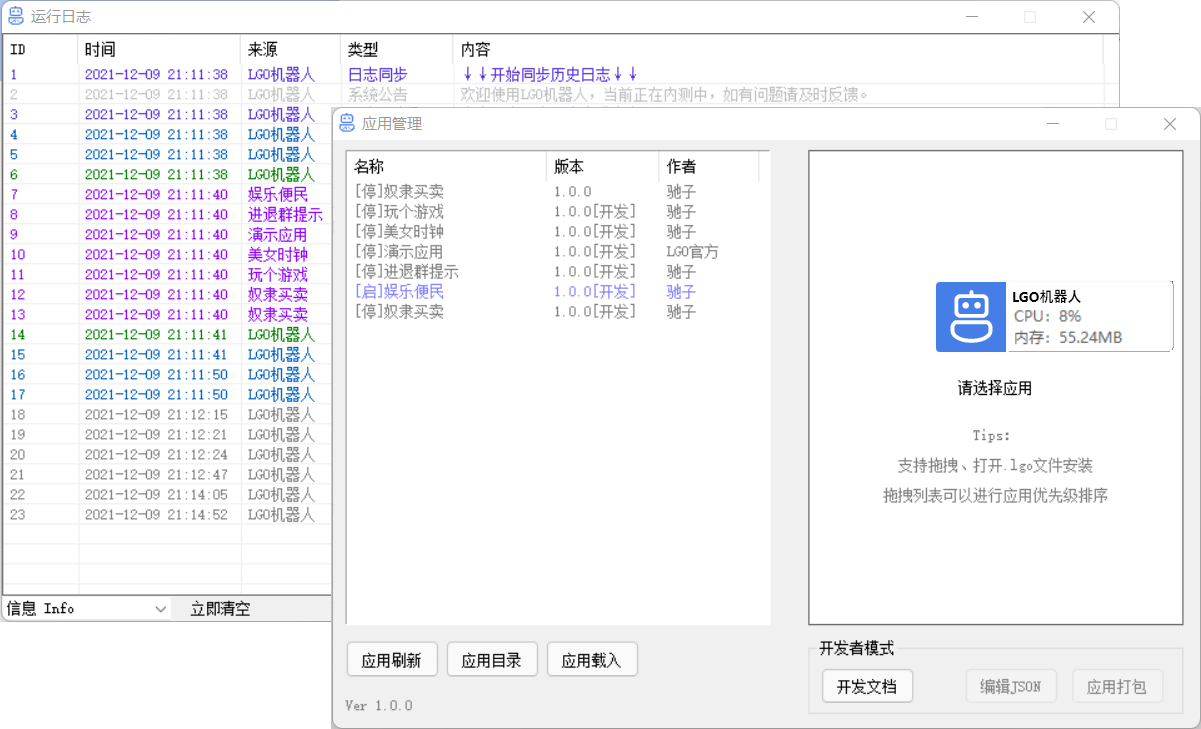 运行日志
ID 时间 来源 类型 内容
1 2021-12-09 21:11:38 LGO机器人 日志同步 ↓↓开始同步历史日志↓↓
2 2021-12-09 21:11:38 LGO机器人 系统公告 欢迎使用LGO机器人，当前正在内测中，如有问题请及时反馈。
3 2021-12-09 21:11:38 LGO机器人
4 2021-12-09 21:11:38 LGO机器人
5 2021-12-09 21:11:38 LGO机器人
6 2021-12-09 21:11:38 LGO机器人
7 2021-12-09 21:11:40 娱乐便民
8 2021-12-09 21:11:40 进退群提示
9 2021-12-09 21:11:40 演示应用
10 2021-12-09 21:11:40 美女时钟
11 2021-12-09 21:11:40 玩个游戏
12 2021-12-09 21:11:40 奴隶买卖
13 2021-12-09 21:11:40 奴隶买卖
14 2021-12-09 21:11:41 LGO机器人
15 2021-12-09 21:11:41 LGO机器人
16 2021-12-09 21:11:50 LGO机器人
17 2021-12-09 21:11:50 LGO机器人
18 2021-12-09 21:12:15 LGO机器人
19 2021-12-09 21:12:21 LGO机器人
20 2021-12-09 21:12:24 LGO机器人
21 2021-12-09 21:12:47 LGO机器人
22 2021-12-09 21:14:05 LGO机器人
23 2021-12-09 21:14:52 LGO机器人
信息 Info 立即清空
应用管理
名称 版本 作者
[停]奴隶买卖 1.0.0 驰子
[停]玩个游戏 1.0.0[开发] 驰子
[停]美女时钟 1.0.0[开发] 驰子
[停]演示应用 1.0.0[开发] LGO官方
[停]进退群提示 1.0.0[开发] 驰子
[启]娱乐便民 1.0.0[开发] 驰子
[停]奴隶买卖 1.0.0[开发] 驰子
LGO机器人
CPU： 8%
内存： 55.24MB
请选择应用
Tips:
支持拖拽、打开.lgo文件安装
拖拽列表可以进行应用优先级排序
应用刷新 应用目录 应用载入
Ver 1.0.0
开发者模式
开发文档 编辑JSON 应用打包